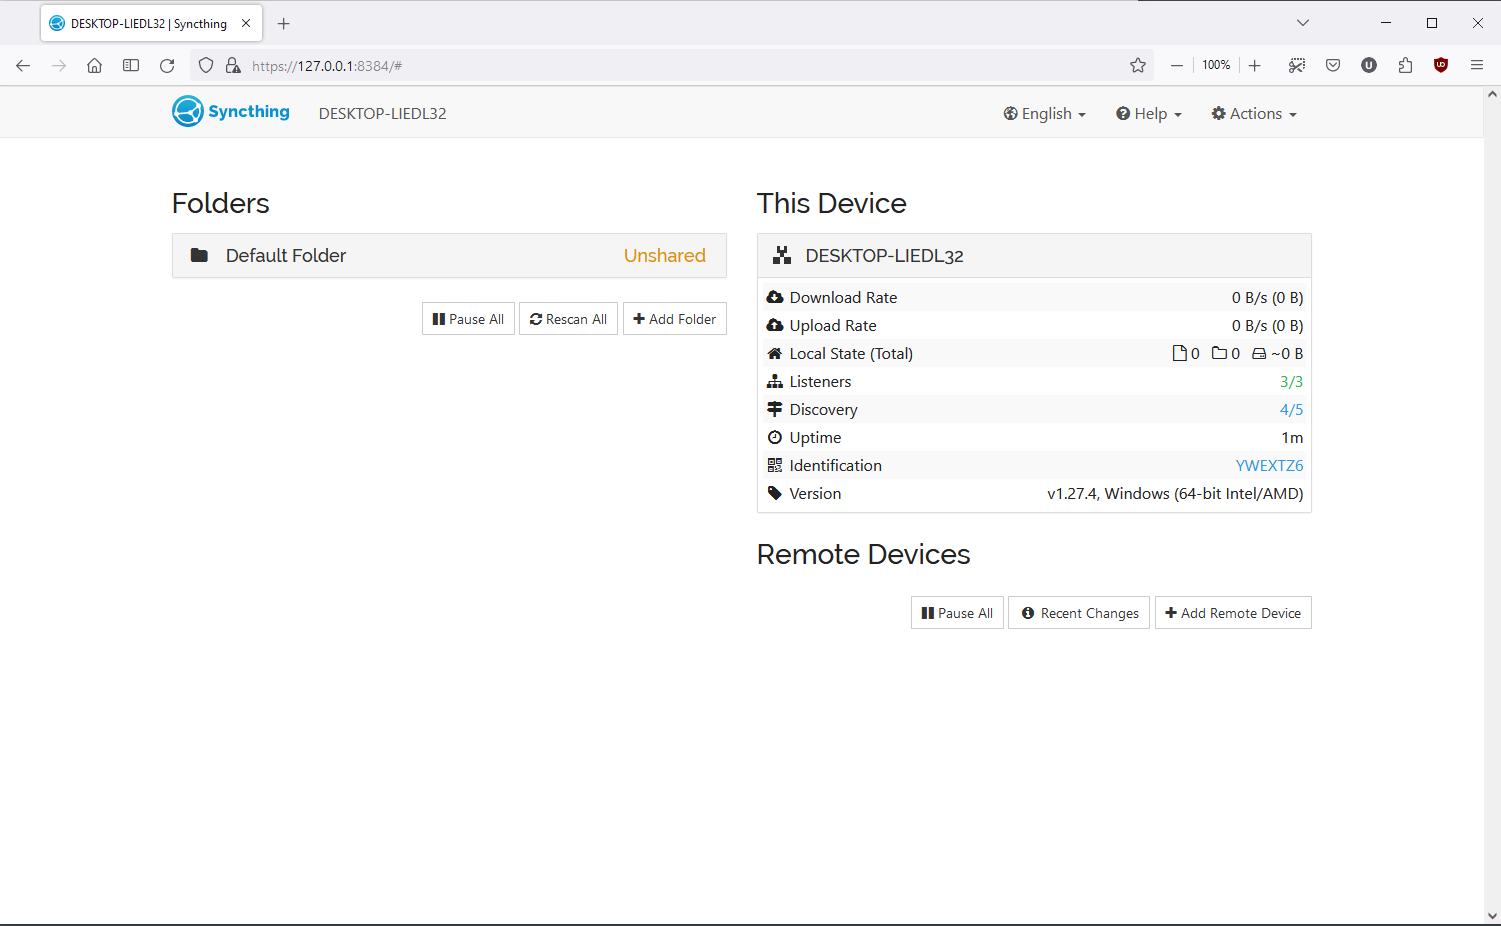 DESKTOP-LIEDL32 | Syncthing
https://127.0.0.1:8384/#
100%
Syncthing
DESKTOP-LIEDL32
English
Help
Actions
Folders
Default Folder
Unshared
Pause All
Rescan All
Add Folder
This Device
DESKTOP-LIEDL32
Download Rate
0 B/s (0 B)
Upload Rate
0 B/s (0 B)
Local State (Total)
0 0 ~0 B
Listeners
3/3
Discovery
4/5
Uptime
1m
Identification
YWEXTZ6
Version
v1.27.4, Windows (64-bit Intel/AMD)
Remote Devices
Pause All
Recent Changes
Add Remote Device